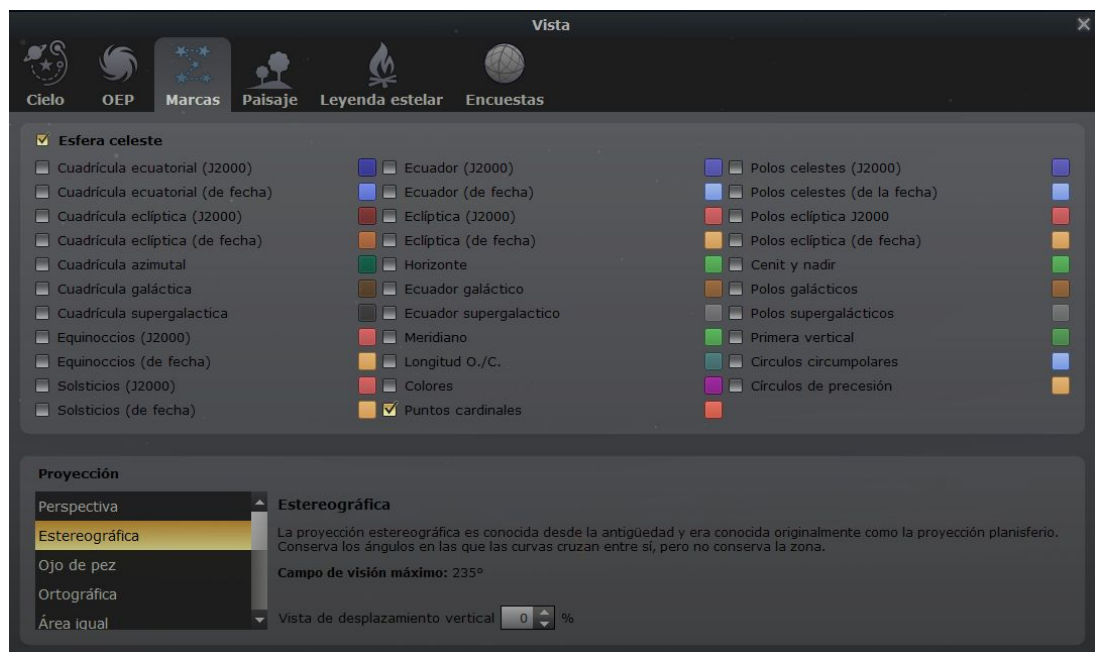 Vista
Cielo OEP Marcas Paisaje Leyenda estelar Encuestas
Esfera celeste
Cuadrícula ecuatorial (J2000) Ecuador (J2000) Polos celestes (J2000)
Cuadrícula ecuatorial (de fecha) Ecuador (de fecha) Polos celestes (de la fecha)
Cuadrícula eclíptica (J2000) Eclíptica (J2000) Polos eclíptica J2000
Cuadrícula eclíptica (de fecha) Eclíptica (de fecha) Polos eclíptica (de fecha)
Cuadrícula azimutal Horizonte Cenit y nadir
Cuadrícula galáctica Ecuador galáctico Polos galácticos
Cuadrícula supergalactica Ecuador supergalactico Polos supergalácticos
Equinoccios (J2000) Meridiano Primera vertical
Equinoccios (de fecha) Longitud O./C. Circulos circumpolares
Solsticios (J2000) Colores Círculos de precesión
Solsticios (de fecha) Puntos cardinales
Proyección
Perspectiva
Estereográfica
Ojo de pez
Ortográfica
Área igual
Estereográfica
La proyección estereográfica es conocida desde la antigüedad y era conocida originalmente como la proyección planisferio.
Conserva los ángulos en las que las curvas cruzan entre sí, pero no conserva la zona.
Campo de visión máximo: 235º
Vista de desplazamiento vertical 0 %